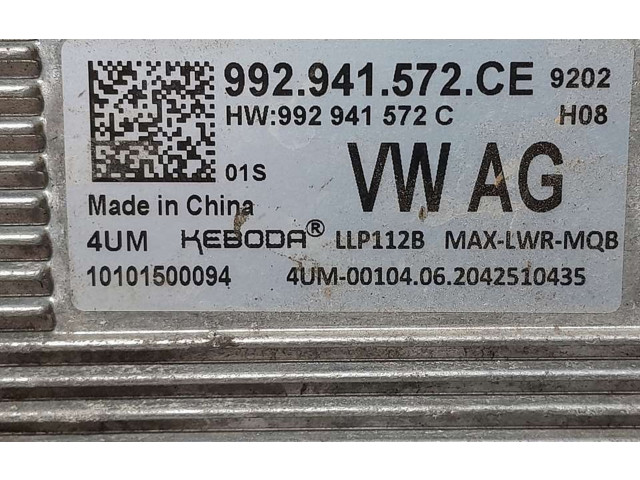 992.941.572.CE 9202
HW:992 941 572 C H08
01S VW AG
Made in China
4UM KEBODA® LLP112B MAX-LWR-MQB
10101500094 4UM-00104.06.2042510435